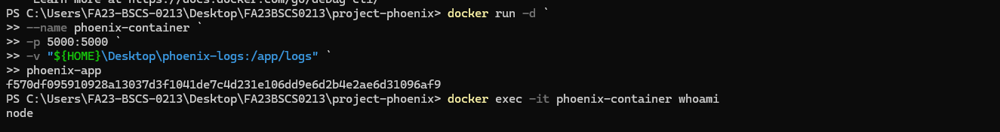 Learn more at https://docs.docker.com/go/debug-cli/
PS C:\Users\FA23-BSCS-0213\Desktop\FA23BSCS0213\project-phoenix> docker run -d `
>> --name phoenix-container `
>> -p 5000:5000 `
>> -v "${HOME}\Desktop\phoenix-logs:/app/logs" `
>> phoenix-app
f570df095910928a13037d3f1041de7c4d231e106dd9e6d2b4e2ae6d31096af9
PS C:\Users\FA23-BSCS-0213\Desktop\FA23BSCS0213\project-phoenix> docker exec -it phoenix-container whoami
node